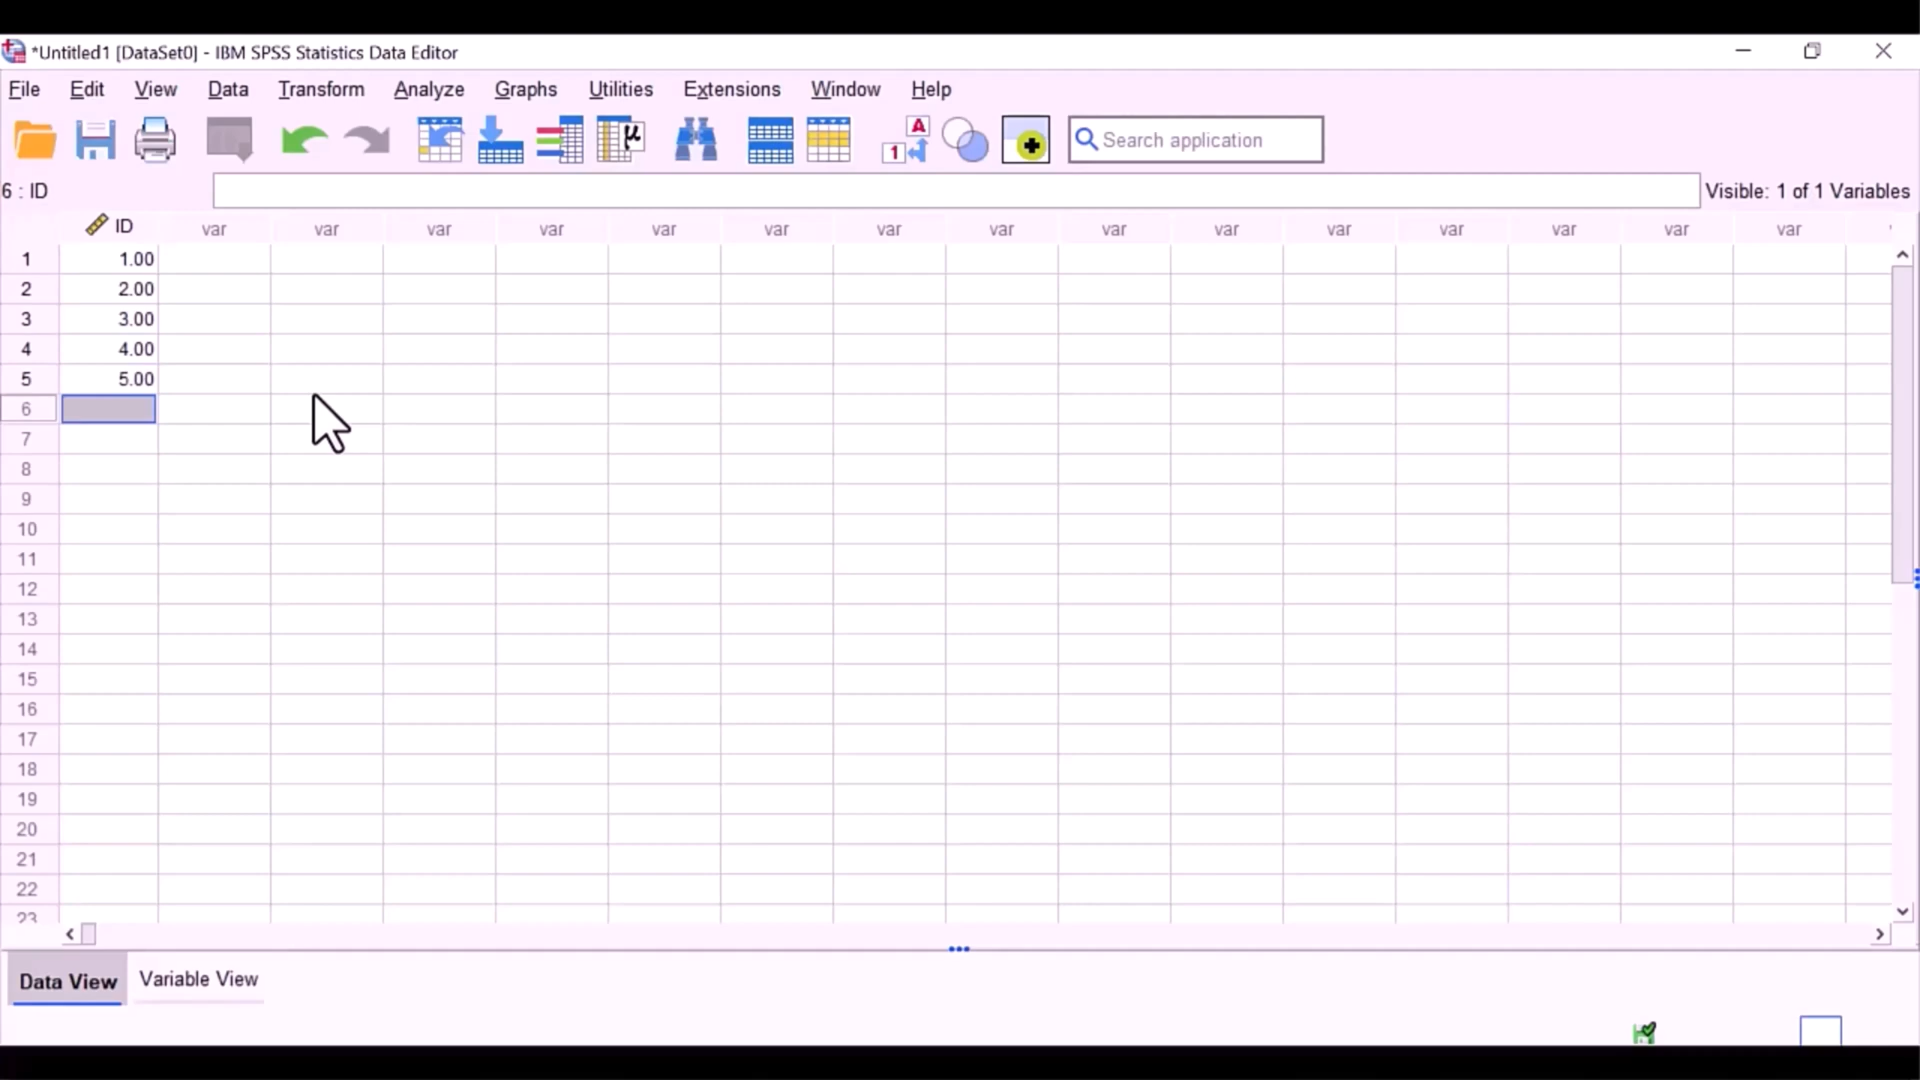 *Untitled1 [DataSet0] - IBM SPSS Statistics Data Editor
File Edit View Data Transform Analyze Graphs Utilities Extensions Window Help
A
1
μ
Search application
6 : ID
Visible: 1 of 1 Variables
ID var var var var var var var var var var var var var var var
1 1.00
2 2.00
3 3.00
4 4.00
5 5.00
6
7
8
9
10
11
12
13
14
15
16
17
18
19
20
21
22
23
Data View Variable View